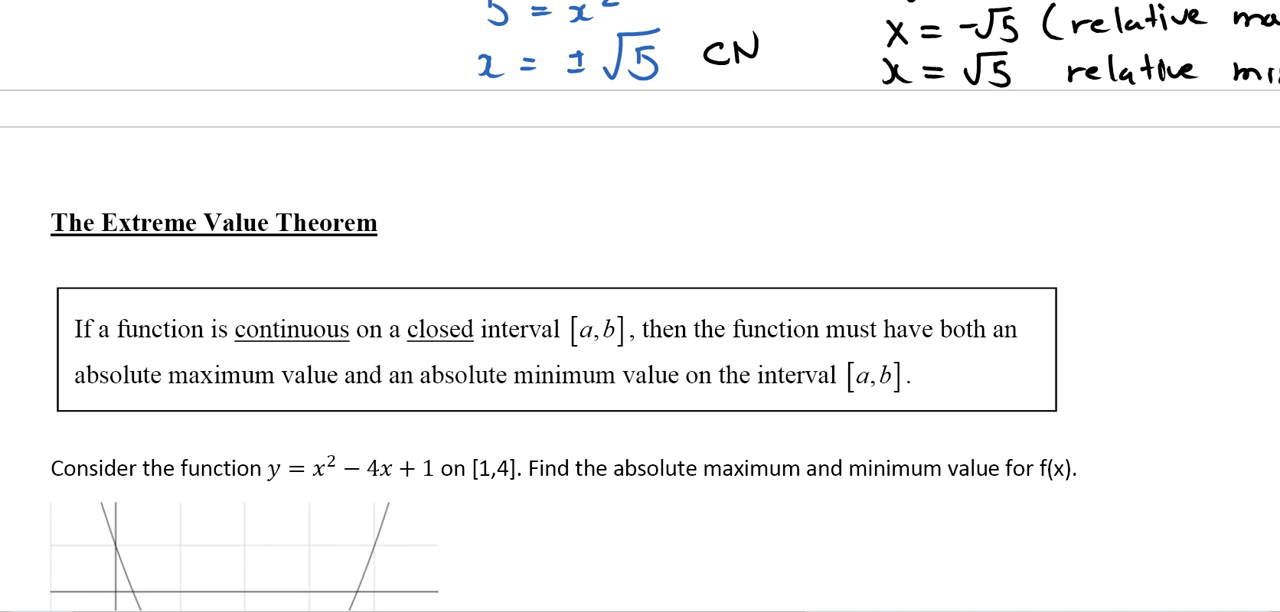 5 = x²
x = ± √5 CN
x = -√5 (relative
x = √5 relative
The Extreme Value Theorem
If a function is continuous on a closed interval [a,b], then the function must have both an
absolute maximum value and an absolute minimum value on the interval [a,b].
Consider the function y = x² − 4x + 1 on [1,4]. Find the absolute maximum and minimum value for f(x).